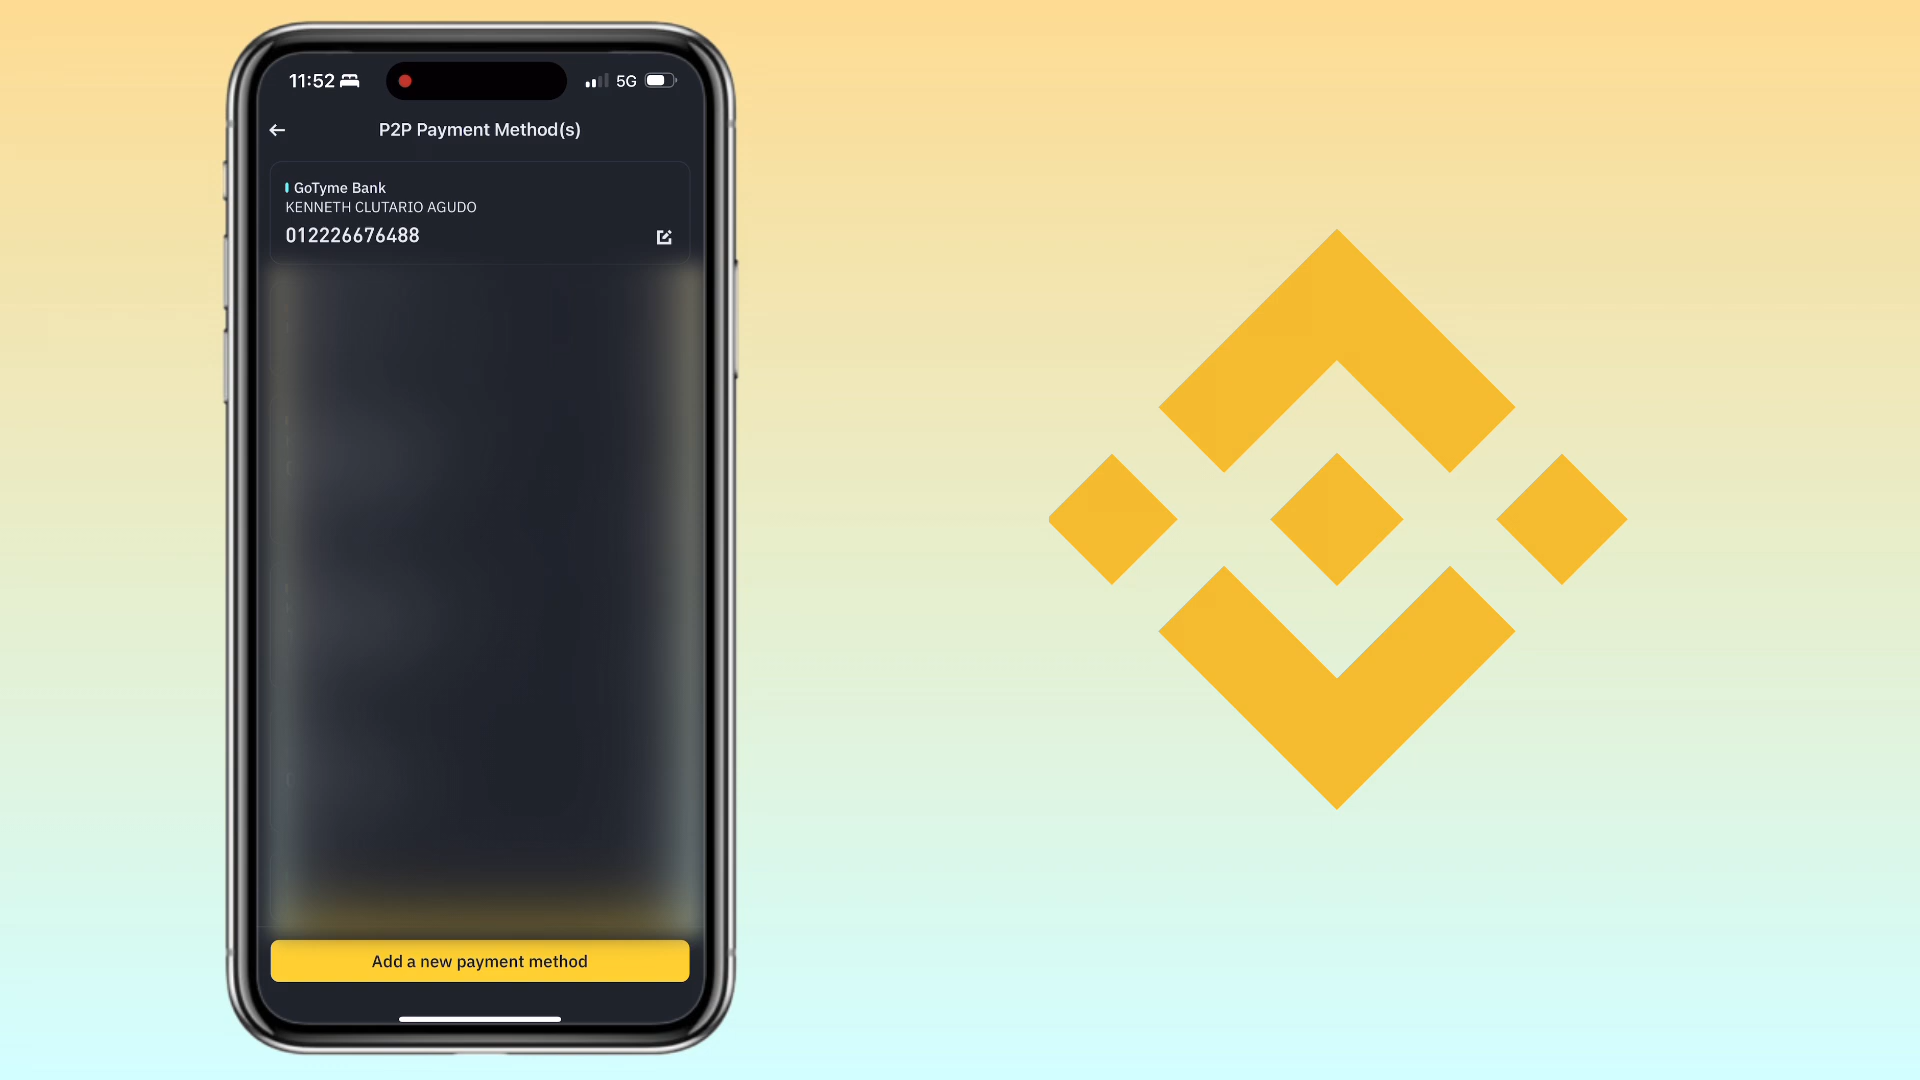 11:52
5G
P2P Payment Method(s)
GoTyme Bank
KENNETH CLUTARIO AGUDO
012226676488
Add a new payment method